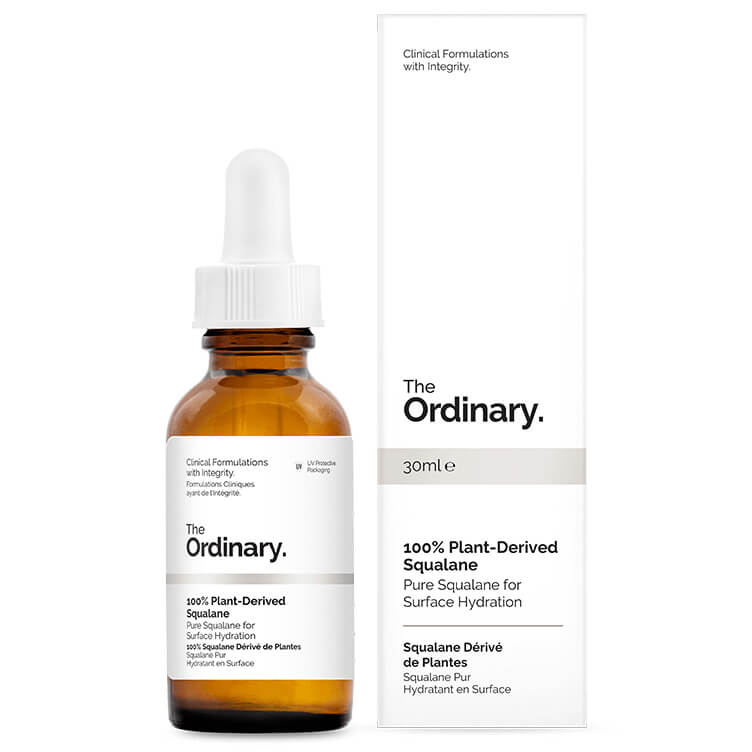 Clinical Formulations
with Integrity.
Formulations Cliniques
ayant de l'Intégrité.
UV
UV Protective
Packaging
The
Ordinary.
100% Plant-Derived
Squalane
Pure Squalane for
Surface Hydration
100% Squalane Dérivé de Plantes
Squalane Pur
Hydratant en Surface
Clinical Formulations
with Integrity.
The
Ordinary.
30ml ℮
100% Plant-Derived
Squalane
Pure Squalane for
Surface Hydration
Squalane Dérivé
de Plantes
Squalane Pur
Hydratant en Surface